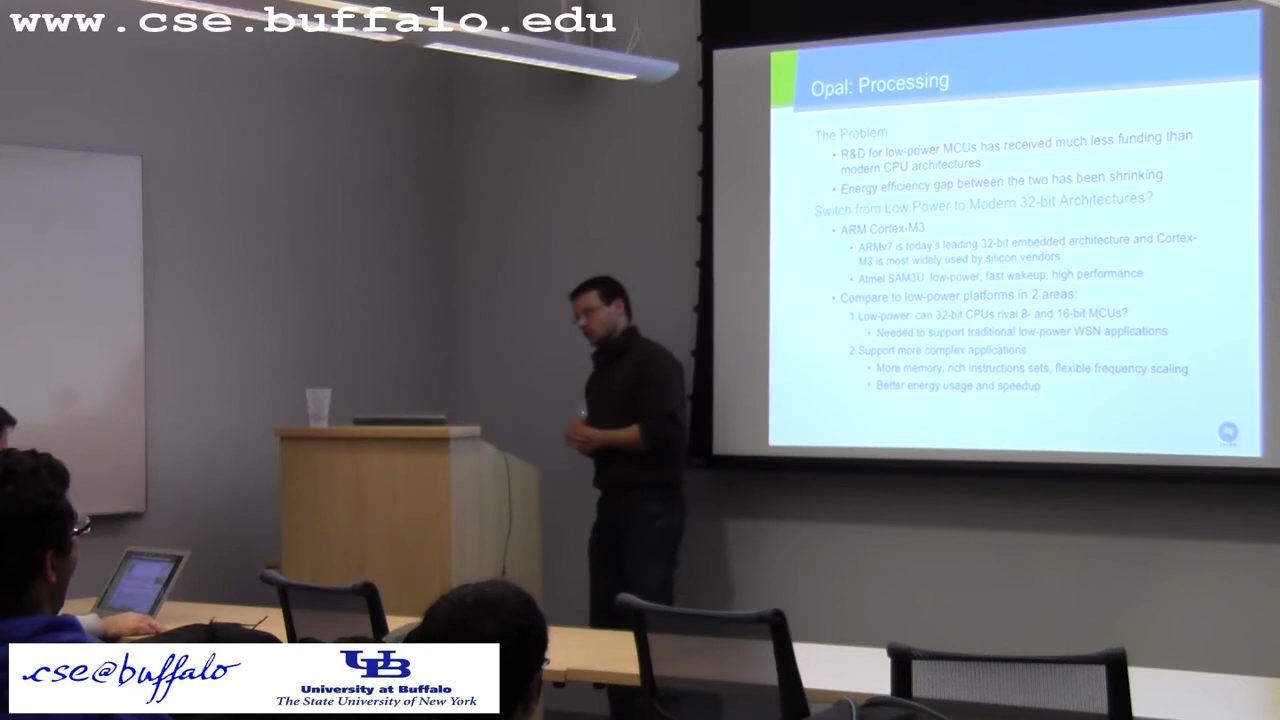 www.cse.buffalo.edu
Opal: Processing
The Problem
• R&D for low-power MCUs has received much less funding than
modern CPU architectures
• Energy efficiency gap between the two has been shrinking
Switch from Low Power to Modern 32-bit Architectures?
• ARM Cortex-M3
• ARMv7 is today's leading 32-bit embedded architecture and Cortex-
M3 is most widely used by silicon vendors
• Atmel SAM3U: low-power, fast wakeup, high performance
• Compare to low-power platforms in 2 areas:
1 Low-power: can 32-bit CPUs rival 8- and 16-bit MCUs?
• Needed to support traditional low-power WSN applications
2. Support more complex applications
• More memory, rich instructions sets, flexible frequency scaling
• Better energy usage and speedup
.cse@buffalo
UB
University at Buffalo
The State University of New York